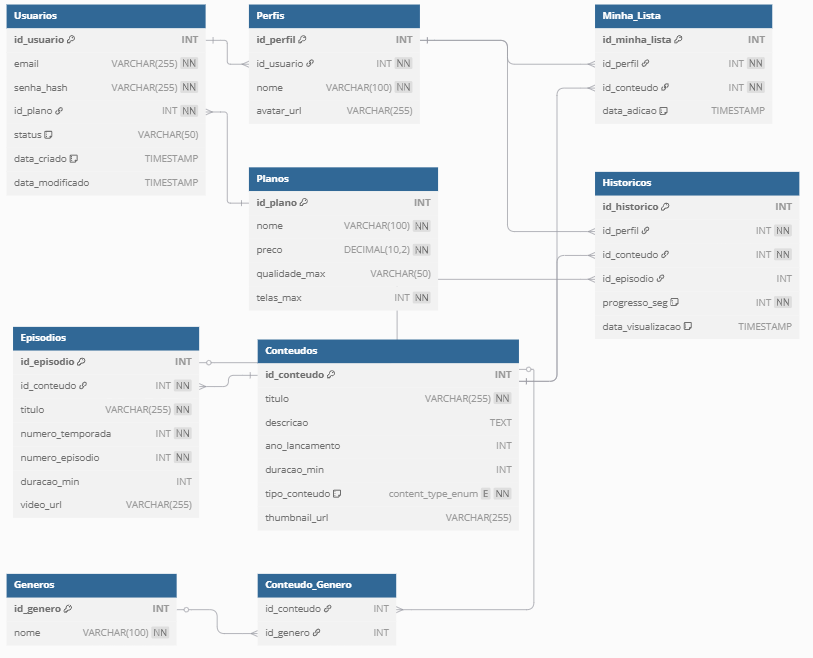 Usuarios
id_usuario INT
email VARCHAR(255) NN
senha_hash VARCHAR(255) NN
id_plano INT NN
status VARCHAR(50)
data_criado TIMESTAMP
data_modificado TIMESTAMP
Perfis
id_perfil INT
id_usuario INT NN
nome VARCHAR(100) NN
avatar_url VARCHAR(255)
Minha_Lista
id_minha_lista INT
id_perfil INT NN
id_conteudo INT NN
data_adicao TIMESTAMP
Planos
id_plano INT
nome VARCHAR(100) NN
preco DECIMAL(10,2) NN
qualidade_max VARCHAR(50)
telas_max INT NN
Historicos
id_historico INT
id_perfil INT NN
id_conteudo INT NN
id_episodio INT
progresso_seg INT NN
data_visualizacao TIMESTAMP
Episodios
id_episodio INT
id_conteudo INT NN
titulo VARCHAR(255) NN
numero_temporada INT NN
numero_episodio INT NN
duracao_min INT
video_url VARCHAR(255)
Conteudos
id_conteudo INT
titulo VARCHAR(255) NN
descricao TEXT
ano_lancamento INT
duracao_min INT
tipo_conteudo content_type_enum E NN
thumbnail_url VARCHAR(255)
Generos
id_genero INT
nome VARCHAR(100) NN
Conteudo_Genero
id_conteudo INT
id_genero INT